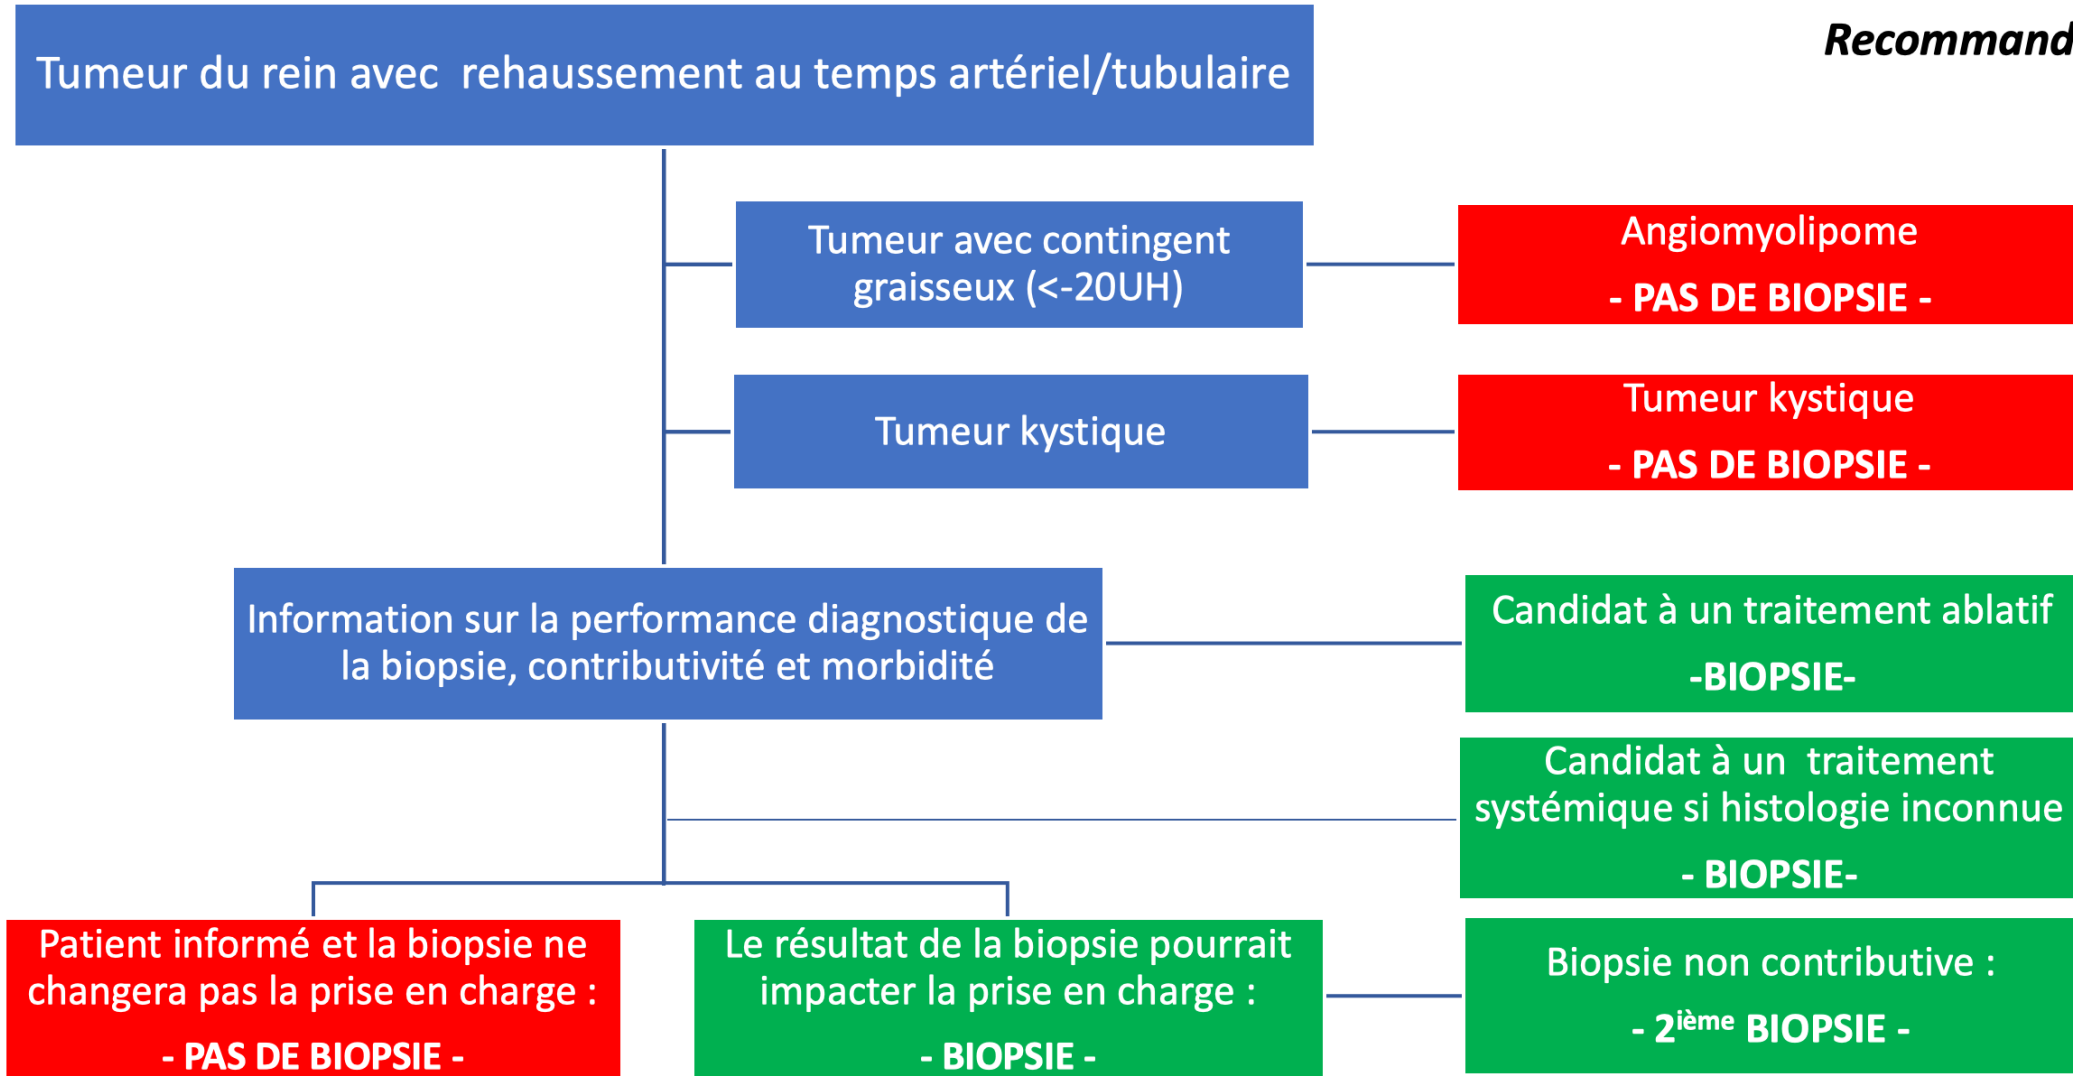 Recommand
Tumeur du rein avec rehaussement au temps artériel/tubulaire
Tumeur avec contingent
graisseux (<-20UH)
Angiomyolipome
- PAS DE BIOPSIE -
Tumeur kystique
Tumeur kystique
- PAS DE BIOPSIE -
Information sur la performance diagnostique de
la biopsie, contributivité et morbidité
Candidat à un traitement ablatif
-BIOPSIE-
Candidat à un traitement
systémique si histologie inconnue
- BIOPSIE-
Patient informé et la biopsie ne
changera pas la prise en charge :
- PAS DE BIOPSIE -
Le résultat de la biopsie pourrait
impacter la prise en charge :
- BIOPSIE -
Biopsie non contributive :
- 2ième BIOPSIE -